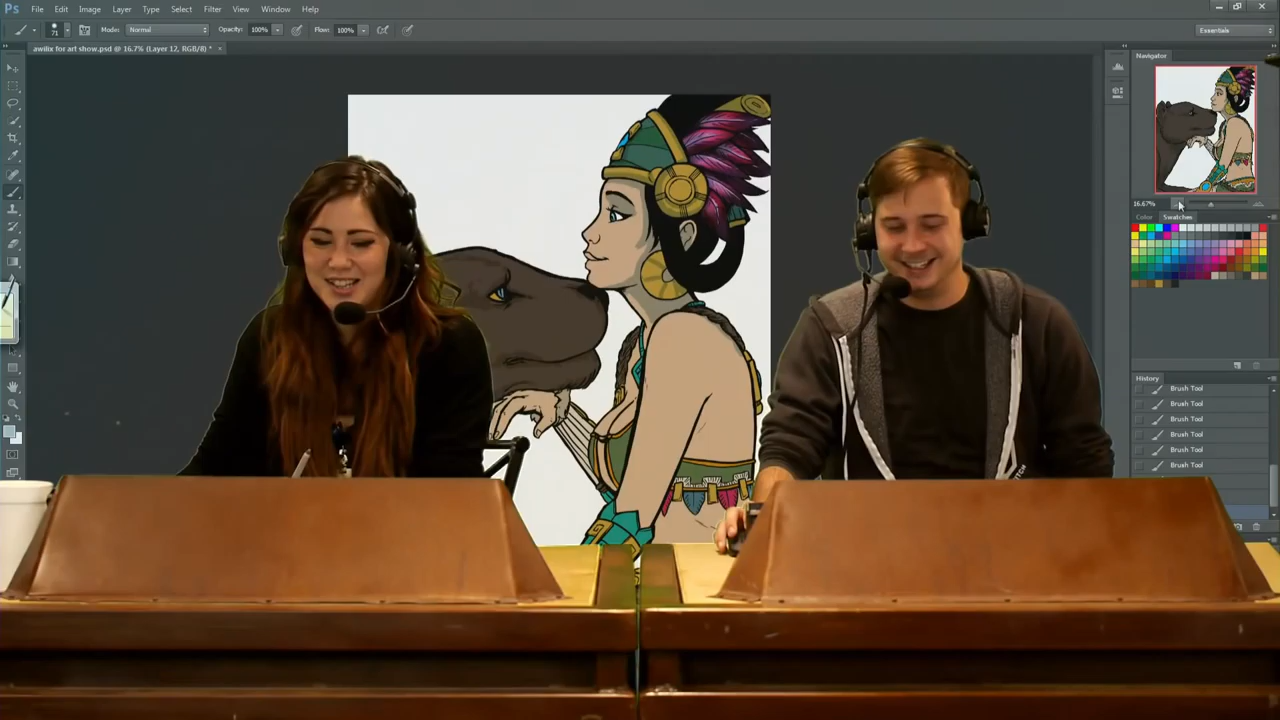 Ps File Edit Image Layer Type Select Filter View Window Help
71 Mode: Normal Opacity: 100% Flow: 100% Essentials
awilix for art show.psd @ 16.7% (Layer 12, RGB/8) * ×
Navigator
16.67%
Color Swatches
History
Brush Tool
Brush Tool
Brush Tool
Brush Tool
Brush Tool
Brush Tool